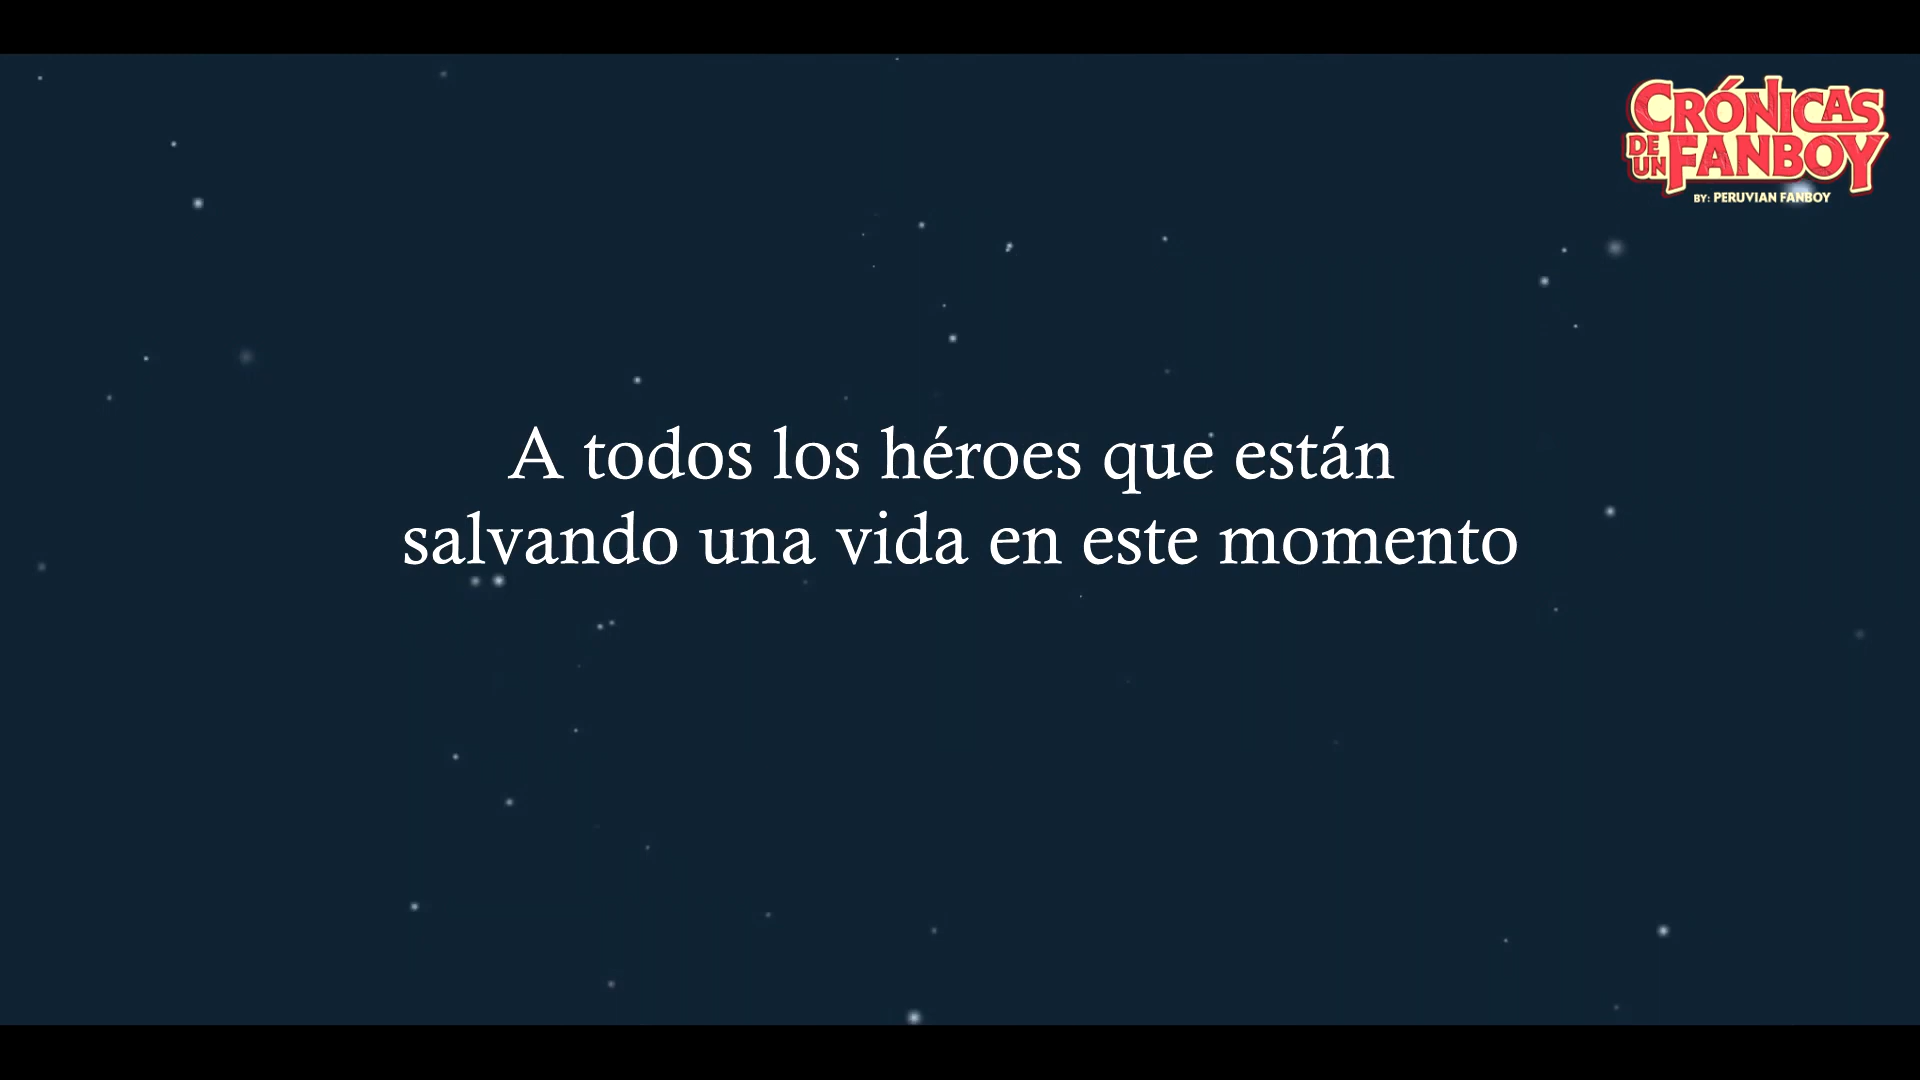 CRÓNICAS
DE UN FANBOY
BY: PERUVIAN FANBOY
A todos los héroes que están
salvando una vida en este momento